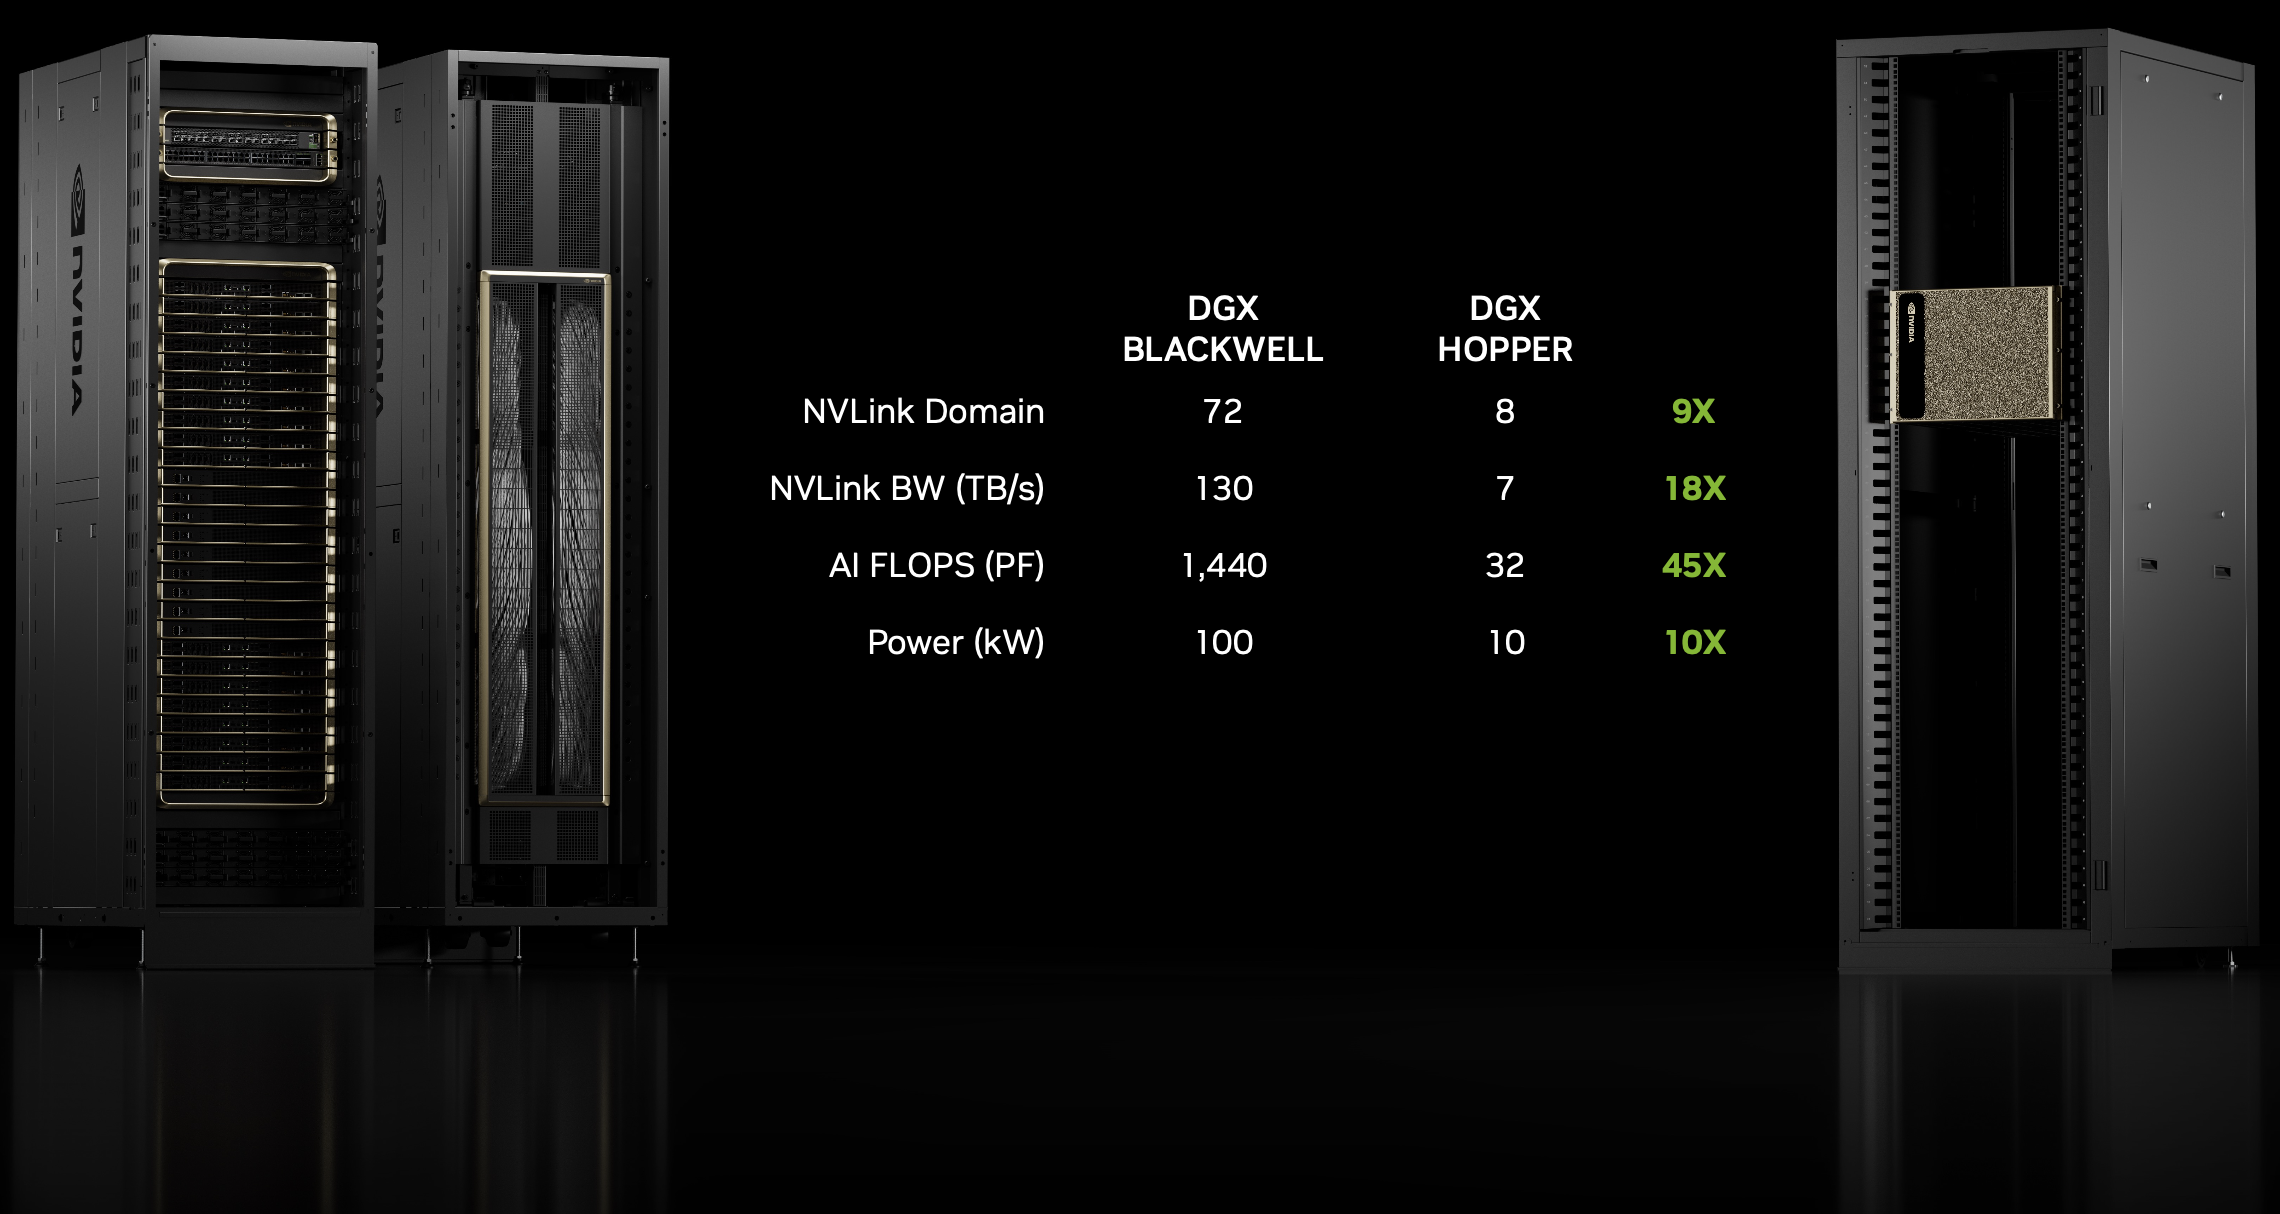 NVIDIA
NVIDIA
DGX BLACKWELL
DGX HOPPER
NVLink Domain 72 8 9X
NVLink BW (TB/s) 130 7 18X
AI FLOPS (PF) 1,440 32 45X
Power (kW) 100 10 10X
NVIDIA